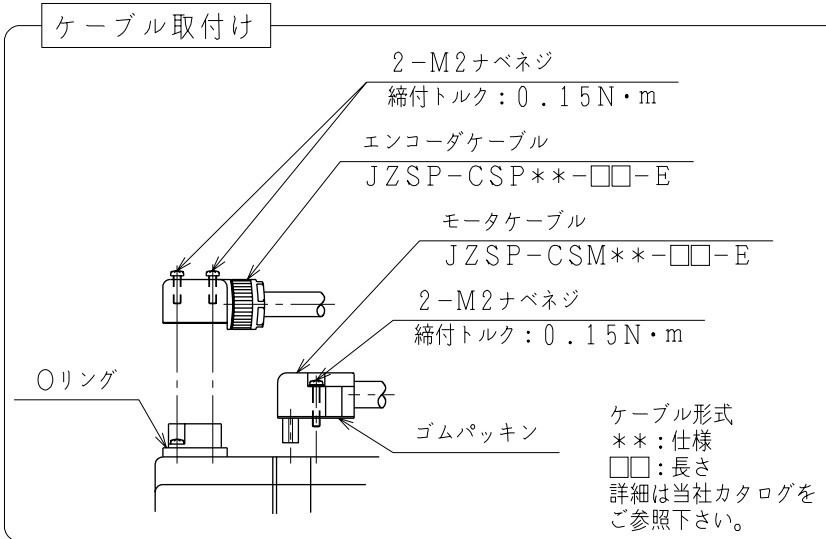 ケーブル取付け
2-M2ナベネジ
締付トルク：0.15N・m
エンコーダケーブル
JZSP-CSP**-□□-E
モータケーブル
JZSP-CSM**-□□-E
2-M2ナベネジ
締付トルク：0.15N・m
Oリング
ゴムパッキン
ケーブル形式
**：仕様
□□：長さ
詳細は当社カタログを
ご参照下さい。